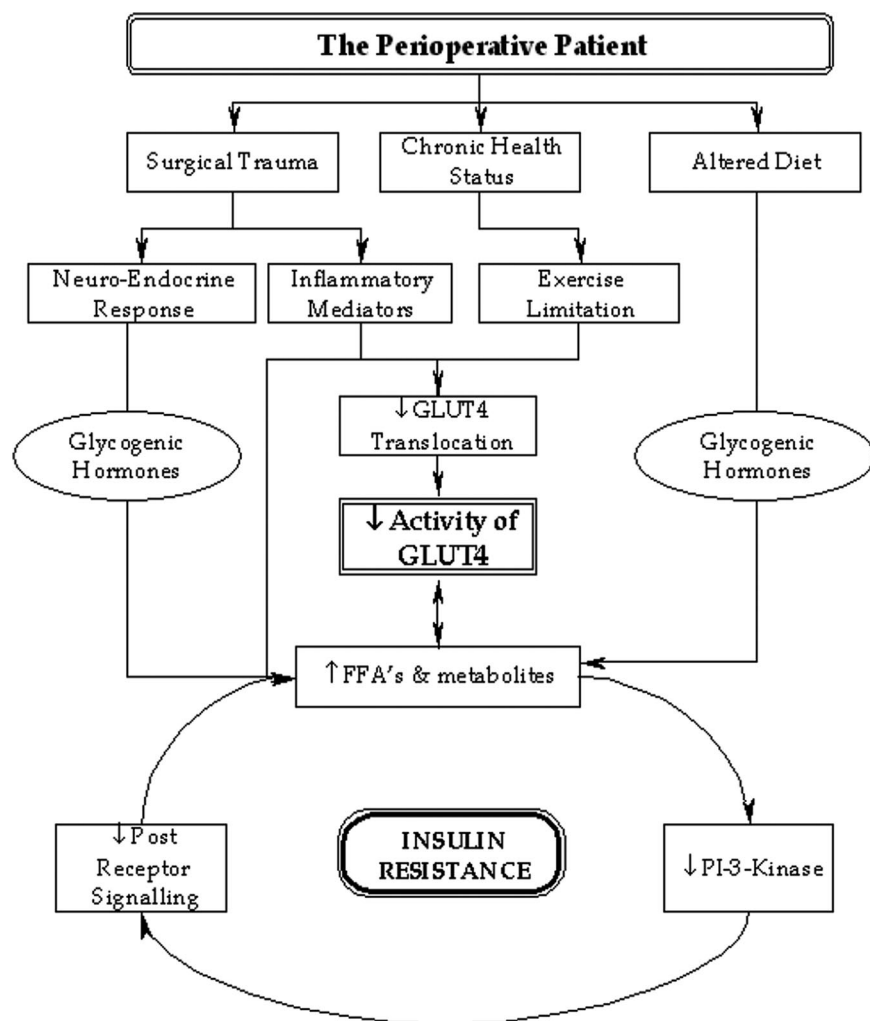 The Perioperative Patient
Surgical Trauma
Chronic Health
Status
Altered Diet
Neuro-Endocrine
Response
Inflammatory
Mediators
Exercise
Limitation
Glycogenic
Hormones
↓GLUT4
Translocation
Glycogenic
Hormones
↓Activity of
GLUT4
↑FFA's & metabolites
↓Post
Receptor
Signalling
INSULIN
RESISTANCE
↓PI-3-Kinase